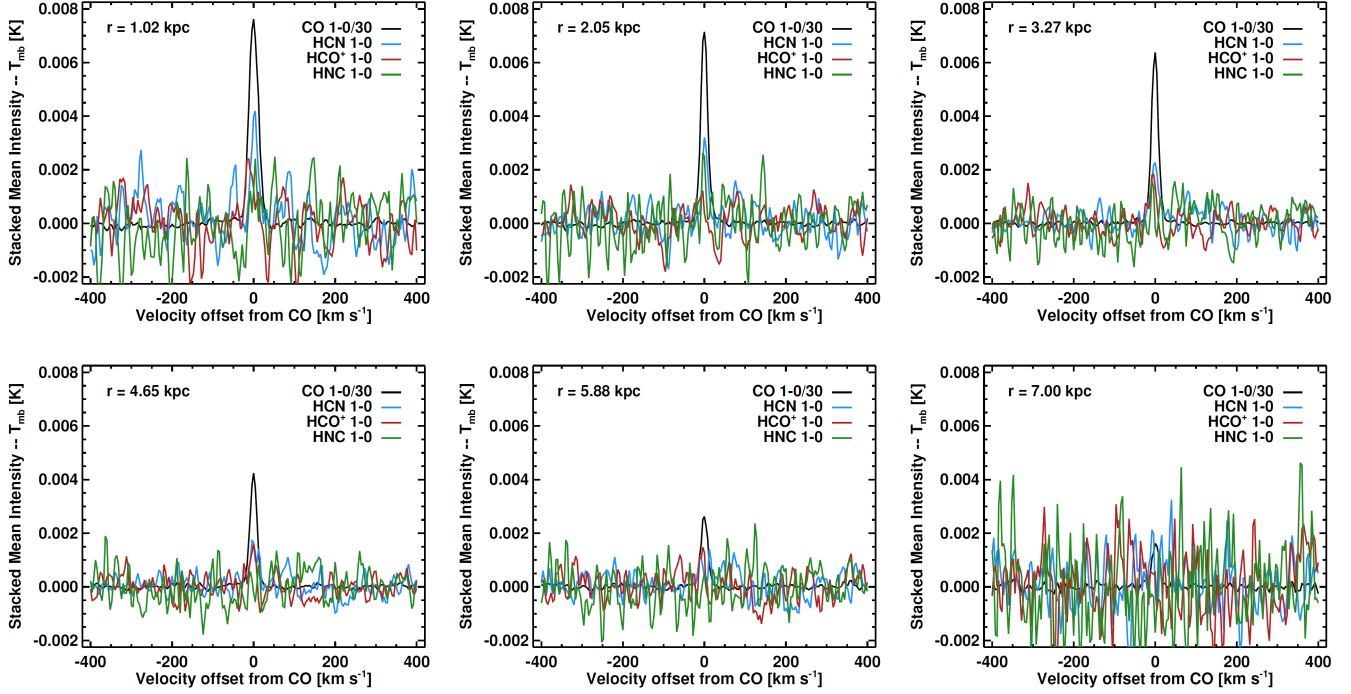 r = 1.02 kpc
CO 1-0/30
HCN 1-0
HCO⁺ 1-0
HNC 1-0
Stacked Mean Intensity -- T_mb [K]
0.008
0.006
0.004
0.002
0.000
-0.002
-400 -200 0 200 400
Velocity offset from CO [km s⁻¹]
r = 2.05 kpc
CO 1-0/30
HCN 1-0
HCO⁺ 1-0
HNC 1-0
Stacked Mean Intensity -- T_mb [K]
0.008
0.006
0.004
0.002
0.000
-0.002
-400 -200 0 200 400
Velocity offset from CO [km s⁻¹]
r = 3.27 kpc
CO 1-0/30
HCN 1-0
HCO⁺ 1-0
HNC 1-0
Stacked Mean Intensity -- T_mb [K]
0.008
0.006
0.004
0.002
0.000
-0.002
-400 -200 0 200 400
Velocity offset from CO [km s⁻¹]
r = 4.65 kpc
CO 1-0/30
HCN 1-0
HCO⁺ 1-0
HNC 1-0
Stacked Mean Intensity -- T_mb [K]
0.008
0.006
0.004
0.002
0.000
-0.002
-400 -200 0 200 400
Velocity offset from CO [km s⁻¹]
r = 5.88 kpc
CO 1-0/30
HCN 1-0
HCO⁺ 1-0
HNC 1-0
Stacked Mean Intensity -- T_mb [K]
0.008
0.006
0.004
0.002
0.000
-0.002
-400 -200 0 200 400
Velocity offset from CO [km s⁻¹]
r = 7.00 kpc
CO 1-0/30
HCN 1-0
HCO⁺ 1-0
HNC 1-0
Stacked Mean Intensity -- T_mb [K]
0.008
0.006
0.004
0.002
0.000
-0.002
-400 -200 0 200 400
Velocity offset from CO [km s⁻¹]